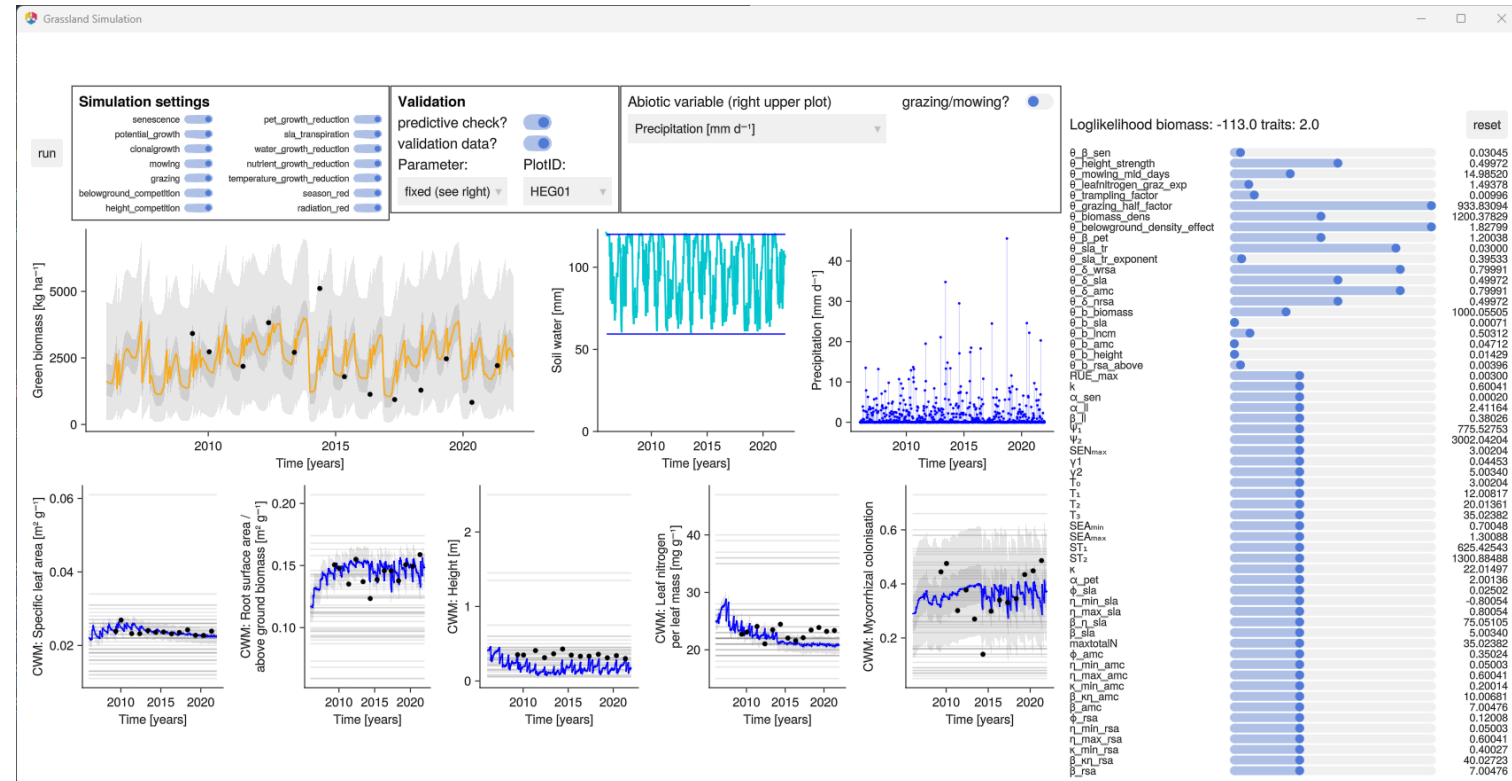 Grassland Simulation
run
Simulation settings
senescence
potential_growth
clonalgrowth
mowing
grazing
belowground_competition
height_competition
pet_growth_reduction
sla_transpiration
water_growth_reduction
nutrient_growth_reduction
temperature_growth_reduction
season_red
radiation_red
Validation
predictive check?
validation data?
Parameter:
PlotID:
fixed (see right)
HEG01
Abiotic variable (right upper plot)
grazing/mowing?
Precipitation [mm d⁻¹]
Green biomass [kg ha⁻¹]
5000
2500
0
2010 2015 2020
Time [years]
Soil water [mm]
100
50
0
2010 2015 2020
Time [years]
Precipitation [mm d⁻¹]
40
30
20
10
0
2010 2015 2020
Time [years]
CWM: Specific leaf area [m² g⁻¹]
0.06
0.04
0.02
2010 2015 2020
Time [years]
CWM: Root surface area /
above ground biomass [m² g⁻¹]
0.20
0.15
0.10
2010 2015 2020
Time [years]
CWM: Height [m]
2
1
0
2010 2015 2020
Time [years]
CWM: Leaf nitrogen
per leaf mass [mg g⁻¹]
40
30
20
2010 2015 2020
Time [years]
CWM: Mycorrhizal colonisation
0.6
0.4
0.2
2010 2015 2020
Time [years]
Loglikelihood biomass: -113.0 traits: 2.0
reset
θ_β_sen 0.03045
θ_height_strength 0.49972
θ_mowing_mid_days 14.98520
θ_leafnitrogen_graz_exp 1.49378
θ_trampling_factor 0.00996
θ_grazing_half_factor 933.83094
θ_biomass_dens 1200.37829
θ_belowground_density_effect 1.82799
θ_β_pet 1.20038
θ_sla_tr 0.03000
θ_sla_tr_exponent 0.39533
θ_δ_wrsa 0.79991
θ_δ_sla 0.49972
θ_δ_amc 0.79991
θ_δ_nrsa 0.49972
θ_b_biomass 1000.05505
θ_b_sla 0.00071
θ_b_lncm 0.50312
θ_b_amc 0.04712
θ_b_height 0.01429
θ_b_rsa_above 0.00396
RUE_max 0.00300
k 0.60041
α_sen 0.00020
α_ll 2.41164
β_ll 0.38026
Ψ₁ 775.52753
Ψ₂ 3002.04204
SENₘₐₓ 3.00204
γ1 0.04453
γ2 5.00340
T₀ 3.00204
T₁ 12.00817
T₂ 20.01361
T₃ 35.02382
SEAₘᵢₙ 0.70048
SEAₘₐₓ 1.30088
ST₁ 625.42543
ST₂ 1300.88488
κ 22.01497
α_pet 2.00136
ϕ_sla 0.02502
η_min_sla -0.80054
η_max_sla 0.80054
β_η_sla 75.05105
β_sla 5.00340
maxtotalN 35.02382
ϕ_amc 0.35024
η_min_amc 0.05003
η_max_amc 0.60041
κ_min_amc 0.20014
β_κη_amc 10.00681
β_amc 7.00476
ϕ_rsa 0.12008
η_min_rsa 0.05003
η_max_rsa 0.60041
κ_min_rsa 0.40027
β_κη_rsa 40.02723
β_rsa 7.00476